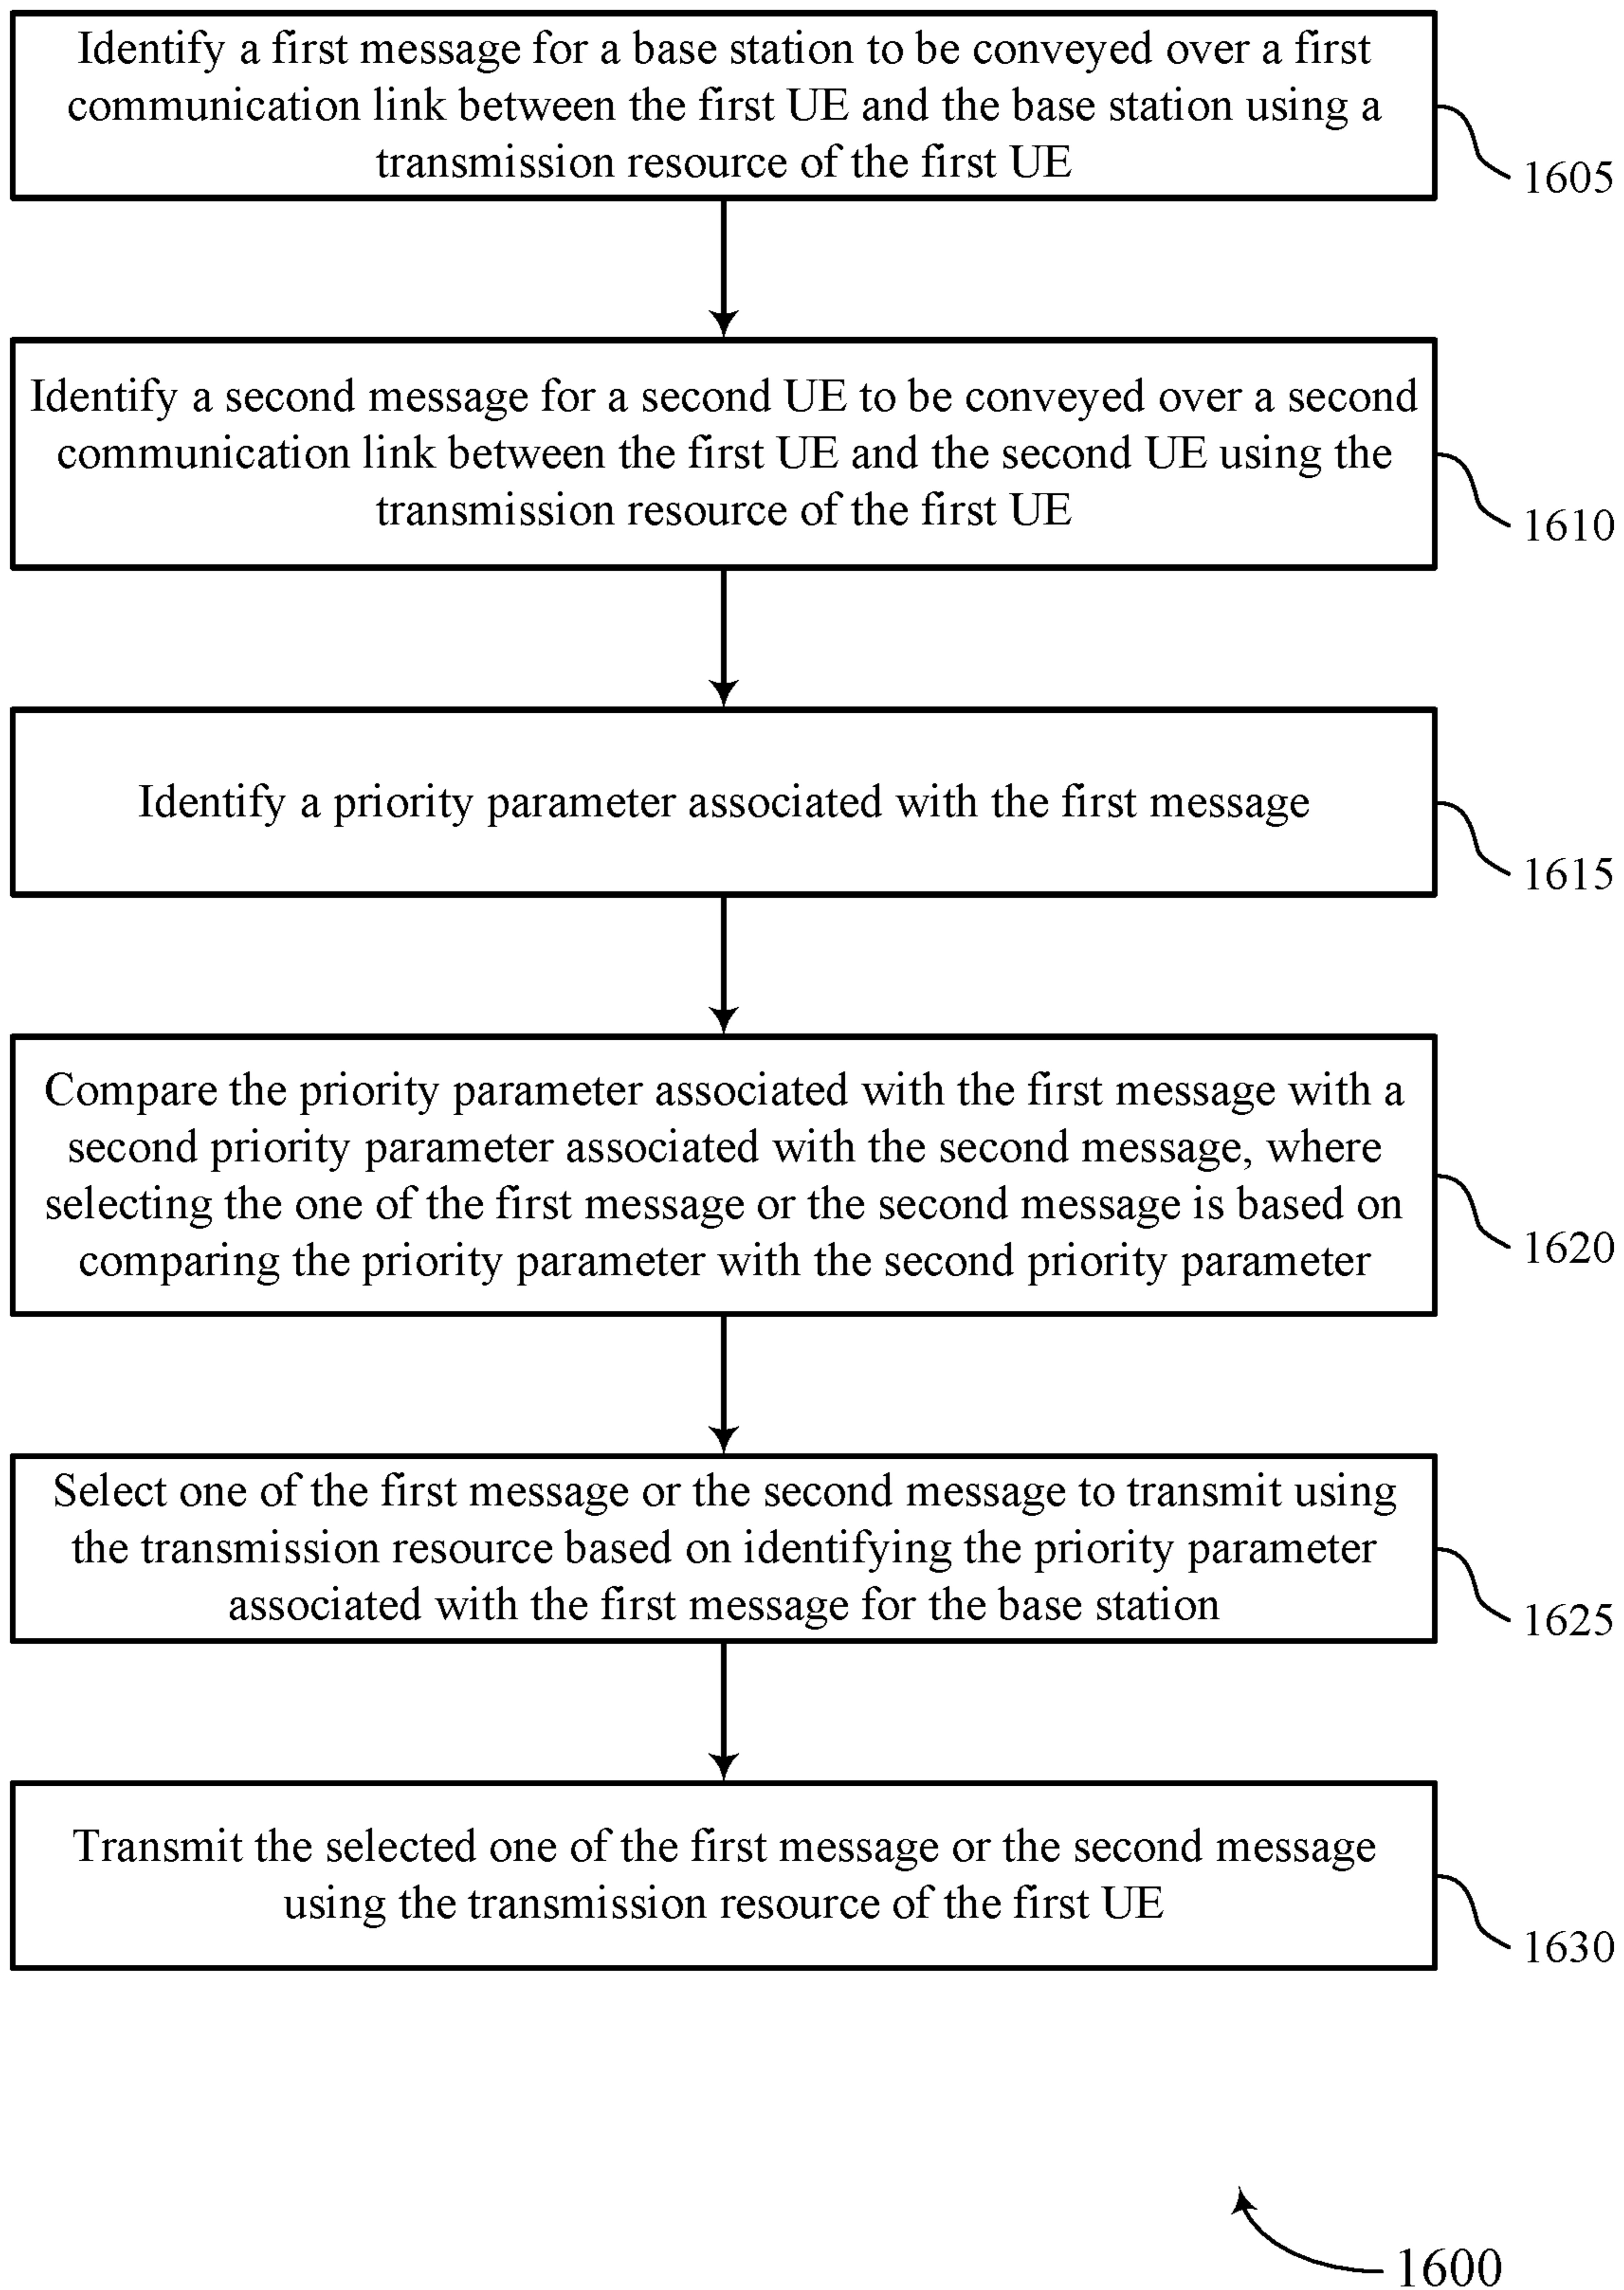 Identify a first message for a base station to be conveyed over a first
communication link between the first UE and the base station using a
transmission resource of the first UE
1605
Identify a second message for a second UE to be conveyed over a second
communication link between the first UE and the second UE using the
transmission resource of the first UE
1610
Identify a priority parameter associated with the first message
1615
Compare the priority parameter associated with the first message with a
second priority parameter associated with the second message, where
selecting the one of the first message or the second message is based on
comparing the priority parameter with the second priority parameter
1620
Select one of the first message or the second message to transmit using
the transmission resource based on identifying the priority parameter
associated with the first message for the base station
1625
Transmit the selected one of the first message or the second message
using the transmission resource of the first UE
1630
1600